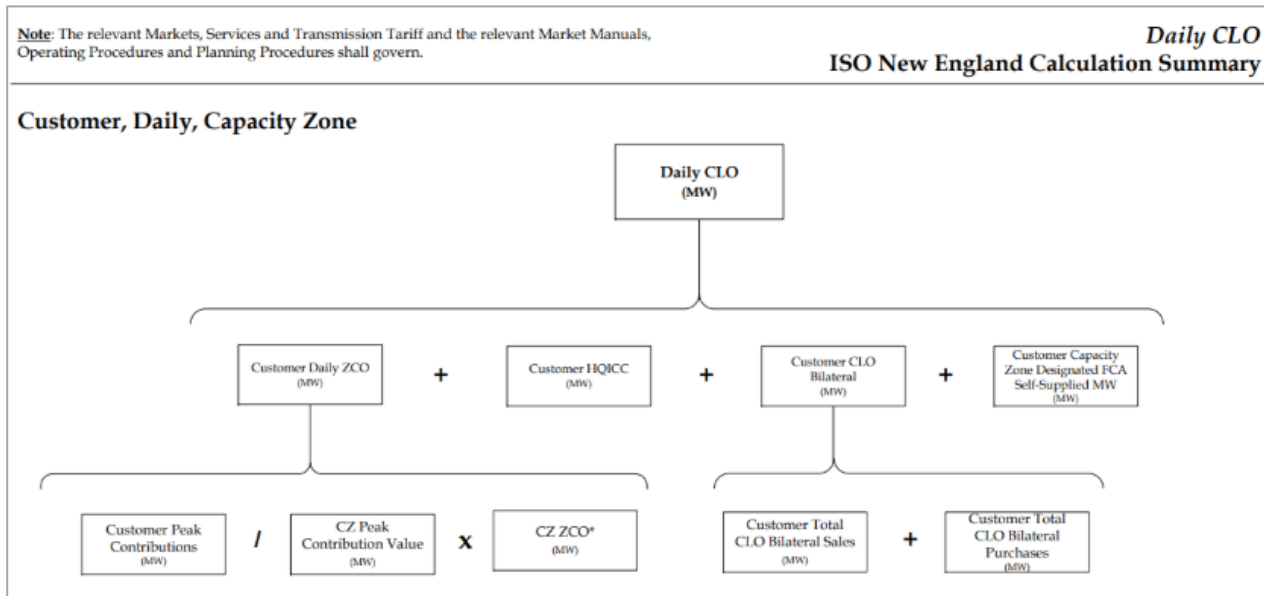 Note: The relevant Markets, Services and Transmission Tariff and the relevant Market Manuals,
Operating Procedures and Planning Procedures shall govern.
Daily CLO
ISO New England Calculation Summary
Customer, Daily, Capacity Zone
Daily CLO
(MW)
Customer Daily ZCO
(MW)
+
Customer HQICC
(MW)
+
Customer CLO
Bilateral
(MW)
+
Customer Capacity
Zone Designated FCA
Self-Supplied MW
(MW)
Customer Peak
Contributions
(MW)
/
CZ Peak
Contribution Value
(MW)
x
CZ ZCO*
(MW)
Customer Total
CLO Bilateral Sales
(MW)
+
Customer Total
CLO Bilateral
Purchases
(MW)